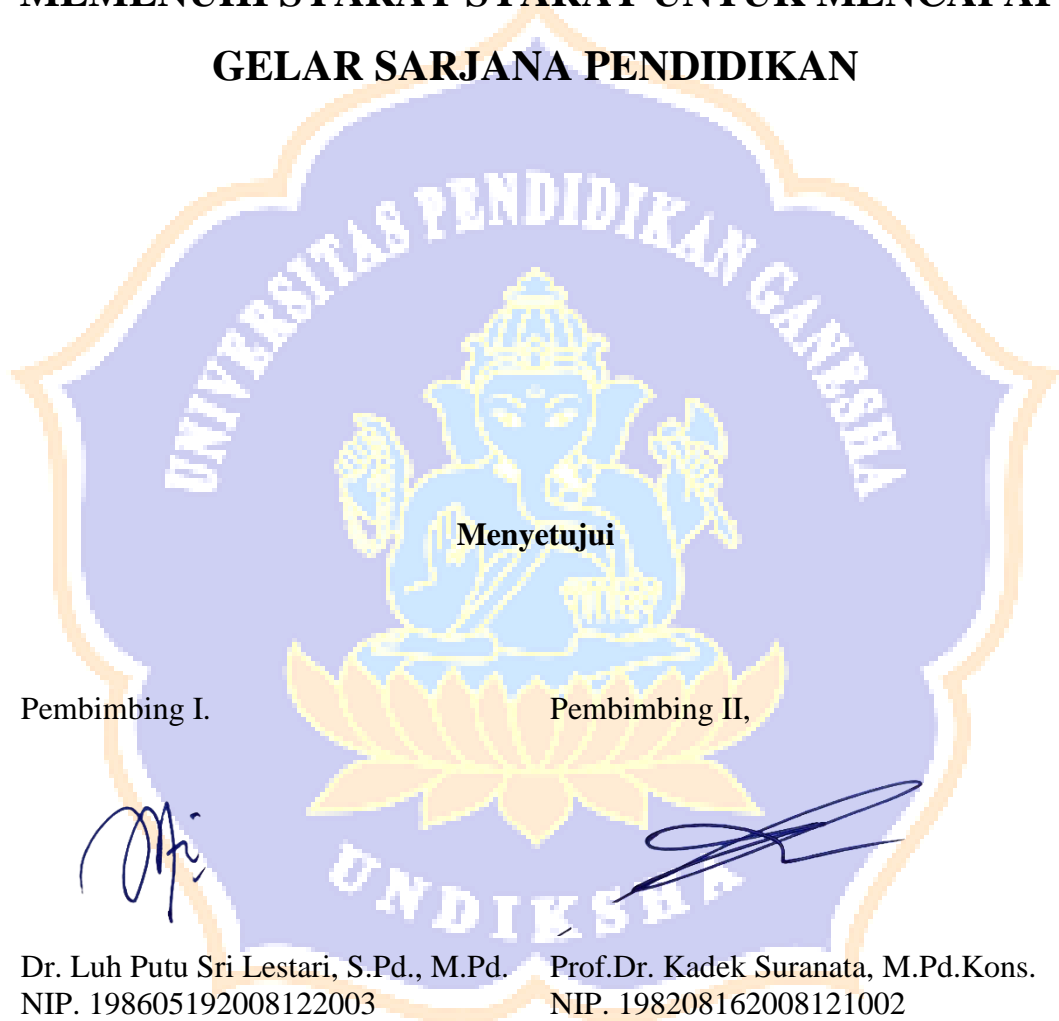 MEMENUHI SYARAT-SYARAT UNTUK MENCAPAI
GELAR SARJANA PENDIDIKAN
UNIVERSITAS PENDIDIKAN GANESHA
Menyetujui
Pembimbing I.
Pembimbing II,
UNDIKSHA
Dr. Luh Putu Sri Lestari, S.Pd., M.Pd.
NIP. 198605192008122003
Prof.Dr. Kadek Suranata, M.Pd.Kons.
NIP. 198208162008121002